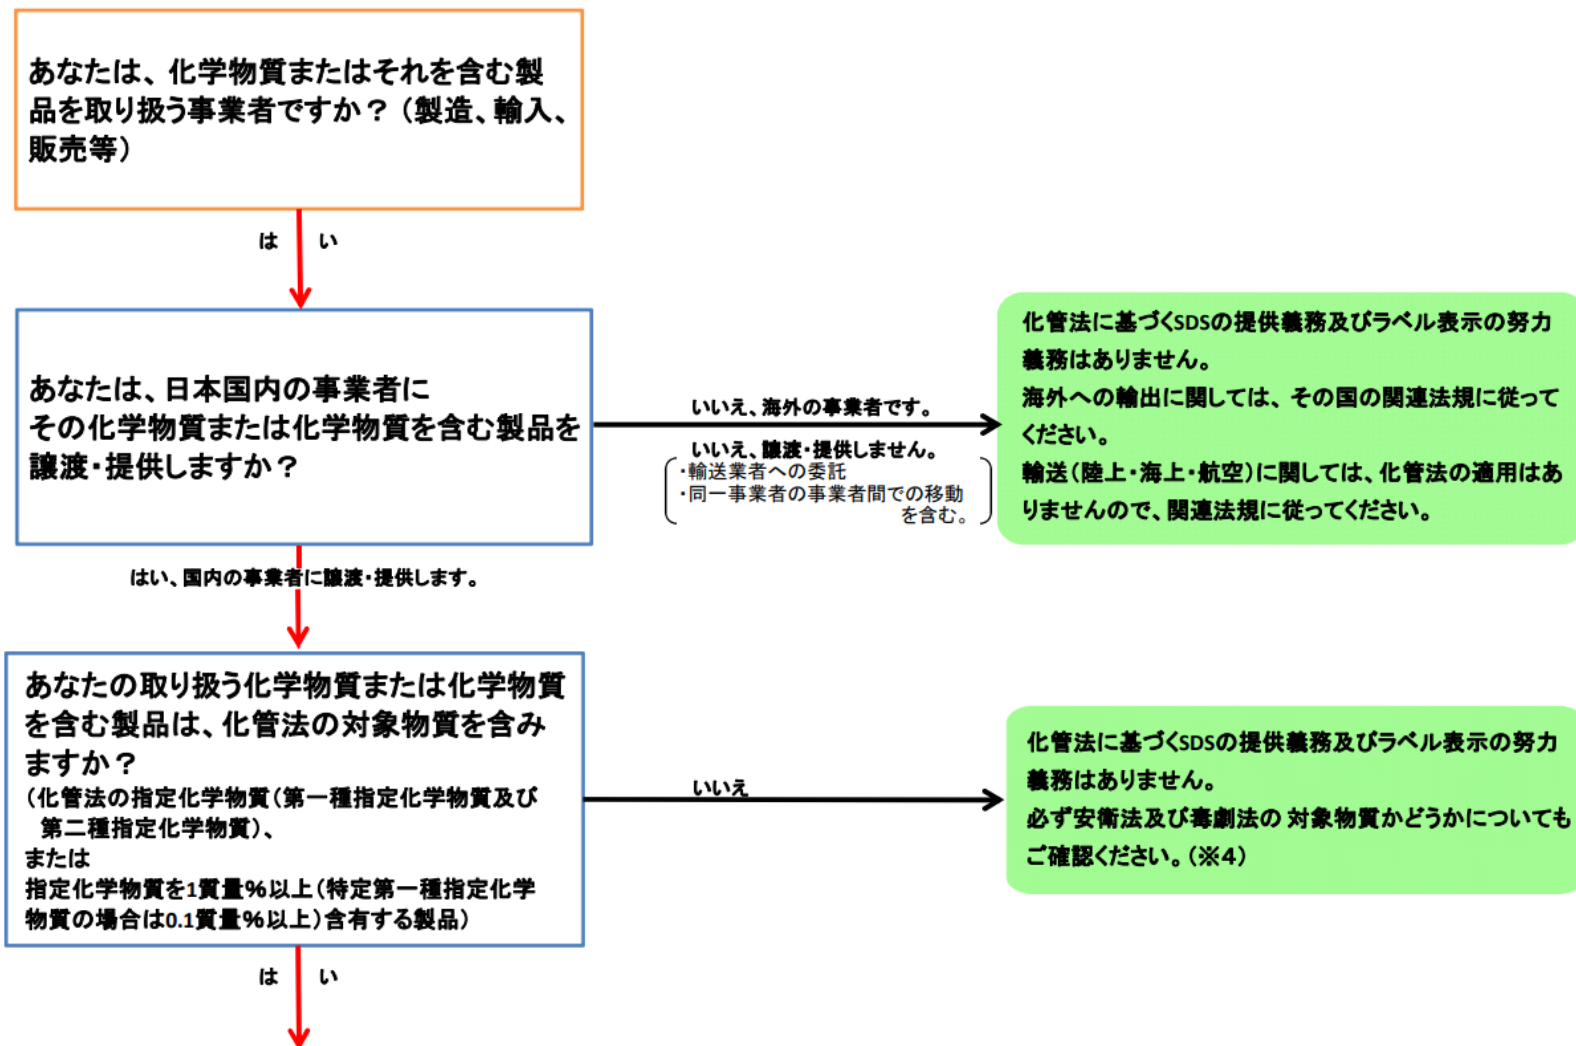 あなたは、化学物質またはそれを含む製
品を取り扱う事業者ですか？（製造、輸入、
販売等）
はい
あなたは、日本国内の事業者に
その化学物質または化学物質を含む製品を
譲渡・提供しますか？
いいえ、海外の事業者です。
いいえ、譲渡・提供しません。
・輸送業者への委託
・同一事業者の事業者間での移動
を含む。
化管法に基づくSDSの提供義務及びラベル表示の努力
義務はありません。
海外への輸出に関しては、その国の関連法規に従って
ください。
輸送（陸上・海上・航空）に関しては、化管法の適用はあ
りませんので、関連法規に従ってください。
はい、国内の事業者に譲渡・提供します。
あなたの取り扱う化学物質または化学物質
を含む製品は、化管法の対象物質を含み
ますか？
（化管法の指定化学物質（第一種指定化学物質及び
第二種指定化学物質）、
または
指定化学物質を1質量％以上（特定第一種指定化学
物質の場合は0.1質量％以上）含有する製品）
いいえ
化管法に基づくSDSの提供義務及びラベル表示の努力
義務はありません。
必ず安衛法及び毒劇法の 対象物質かどうかについても
ご確認ください。（※4）
はい